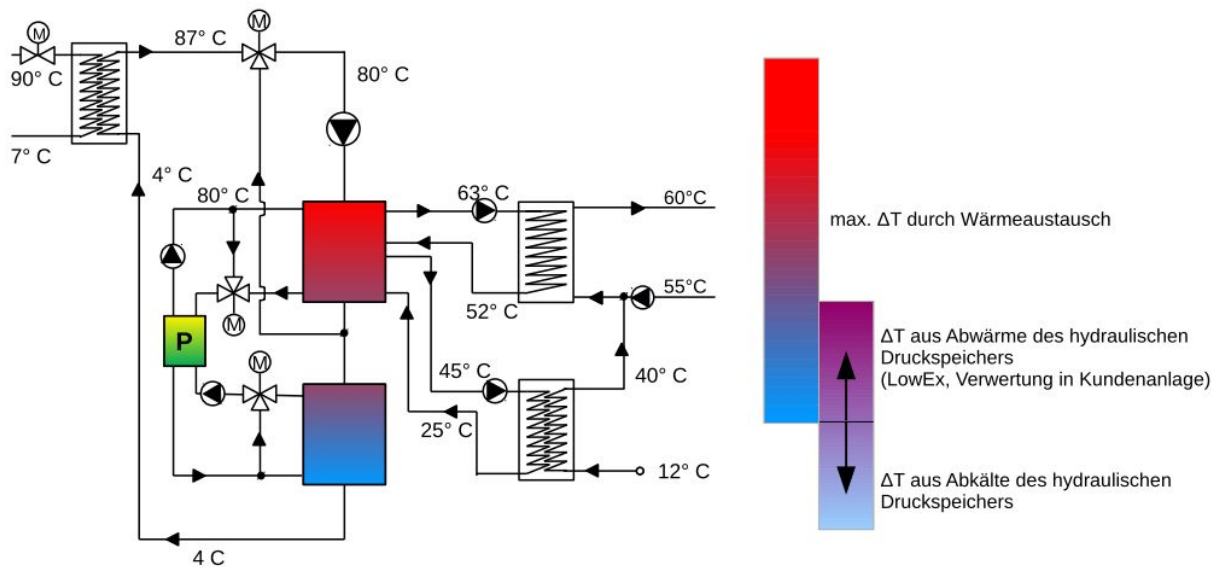 M
87° C
M
90° C
80° C
7° C
4° C
80° C
63° C
60°C
max. ΔT durch Wärmeaustausch
52° C
55°C
M
P
ΔT aus Abwärme des hydraulischen
Druckspeichers
(LowEx, Verwertung in Kundenanlage)
M
45° C
40° C
25° C
12° C
ΔT aus Abkälte des hydraulischen
Druckspeichers
4 C